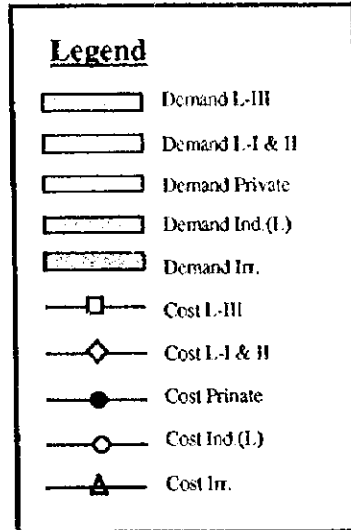 Legend
Demand L-III
Demand L-I & II
Demand Private
Demand Ind.(L)
Demand Irr.
Cost L-III
Cost L-I & II
Cost Prinate
Cost Ind.(L)
Cost Irr.